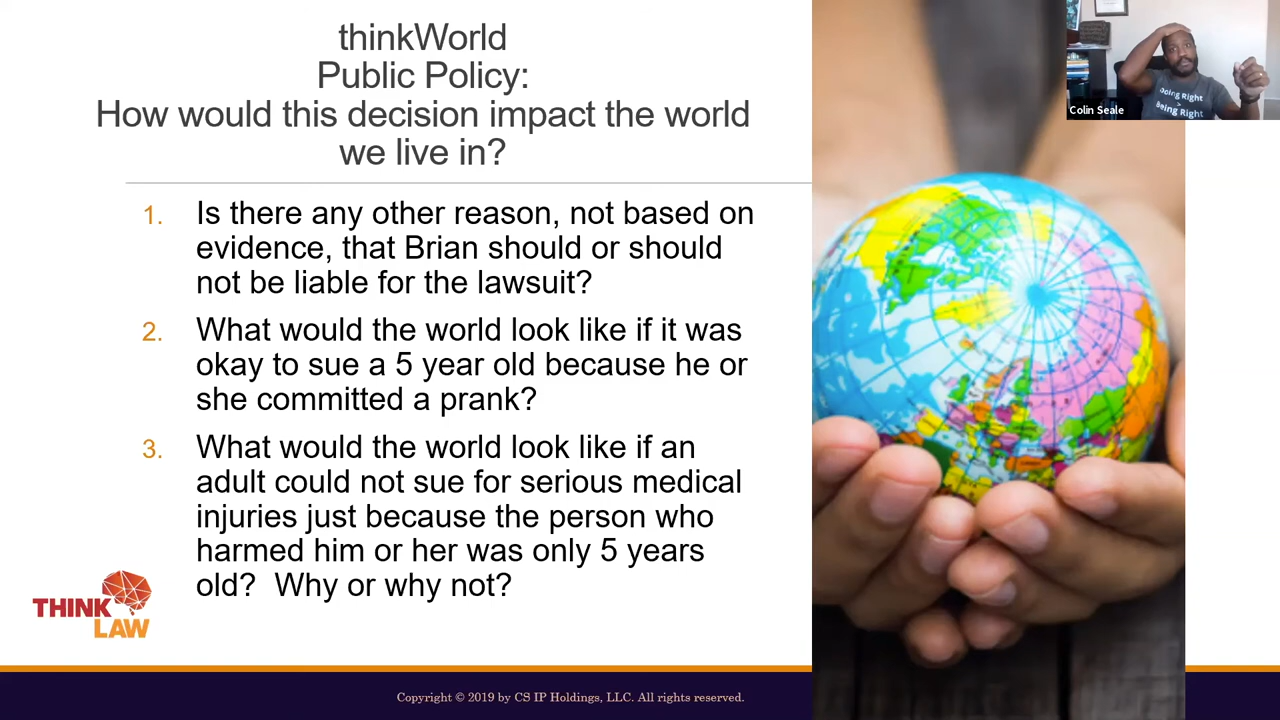 thinkWorld
Public Policy:
How would this decision impact the world
we live in?
1. Is there any other reason, not based on
evidence, that Brian should or should
not be liable for the lawsuit?
2. What would the world look like if it was
okay to sue a 5 year old because he or
she committed a prank?
3. What would the world look like if an
adult could not sue for serious medical
injuries just because the person who
harmed him or her was only 5 years
old? Why or why not?
THINK
LAW
Copyright © 2019 by CS IP Holdings, LLC. All rights reserved.
Doing Right
>
Being Right
Colin Seale